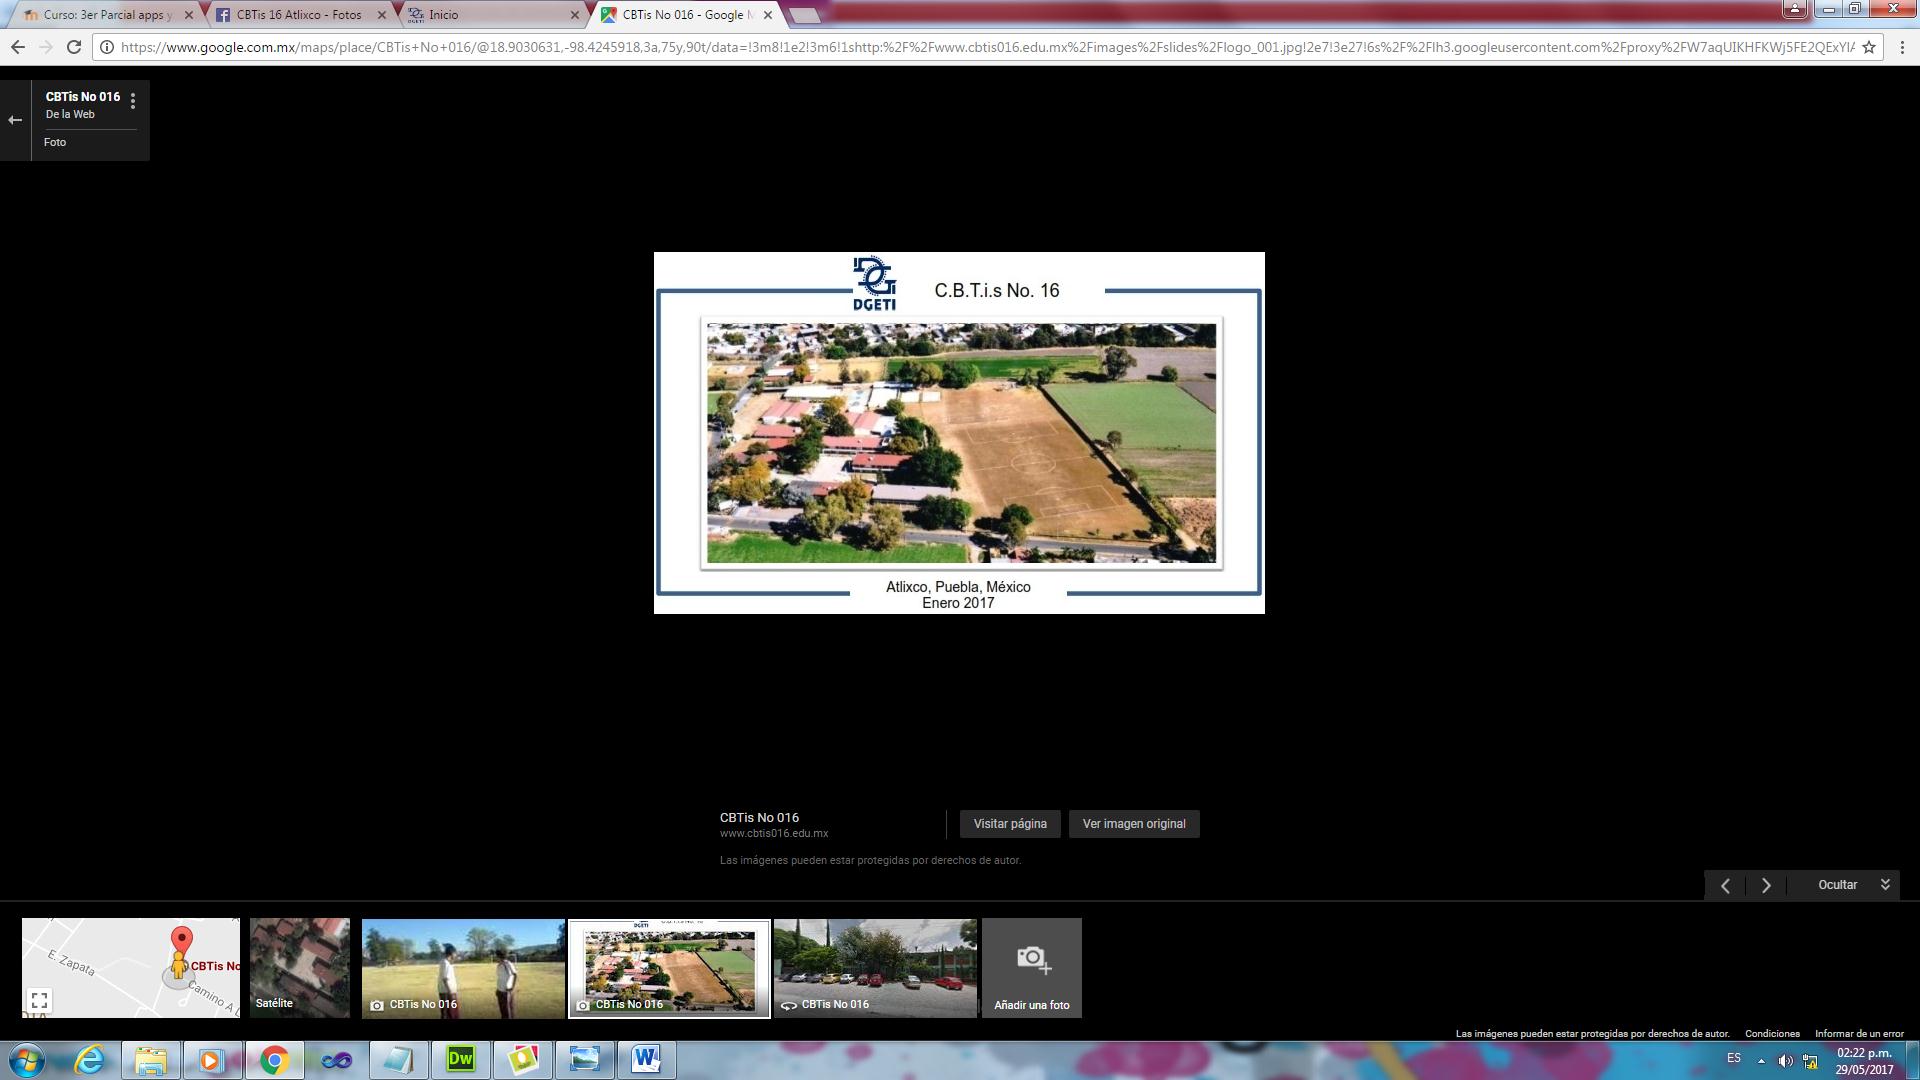 Curso: 3er Parcial apps y
CBTis 16 Atlixco - Fotos
Inicio
CBTis No 016 - Google M
https://www.google.com.mx/maps/place/CBTis+No+016/@18.9030631,-98.4245918,3a,75y,90t/data=!3m8!1e2!3m6!1shttp:%2F%2Fwww.cbtis016.edu.mx%2Fimages%2Fslides%2Flogo_001.jpg!2e7!3e27!6s%2F%2Flh3.googleusercontent.com%2Fproxy%2FW7aqUIKHFKWj5FE2QExYlA
CBTis No 016
De la Web
Foto
DGETI
C.B.T.i.s No. 16
Atlixco, Puebla, México
Enero 2017
CBTis No 016
www.cbtis016.edu.mx
Visitar página
Ver imagen original
Las imágenes pueden estar protegidas por derechos de autor.
Ocultar
E. Zapata
CBTis No
Camino A L
Satélite
CBTis No 016
DGETI
CBTis No 016
CBTis No 016
Añadir una foto
Las imágenes pueden estar protegidas por derechos de autor.
Condiciones
Informar de un error
Dw
W
ES
02:22 p.m.
29/05/2017